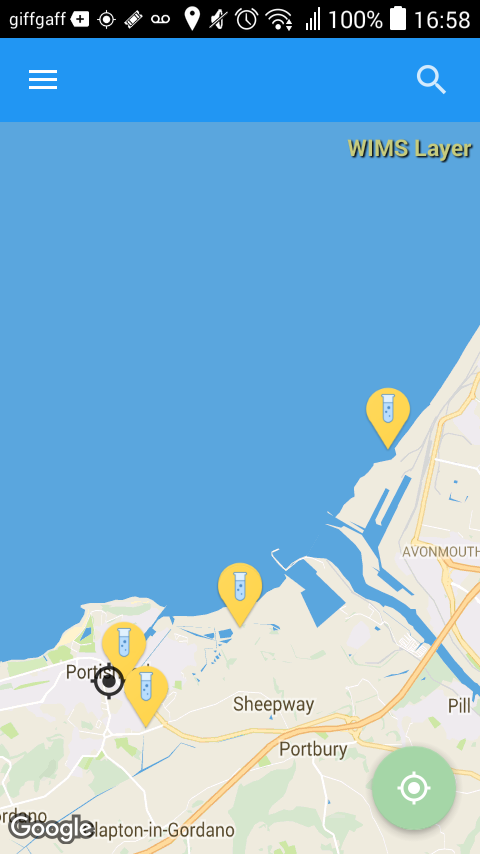 giffgaff 100% 16:58
WIMS Layer
AVONMOUTH
Sheepway
Pill
Portbury
Google